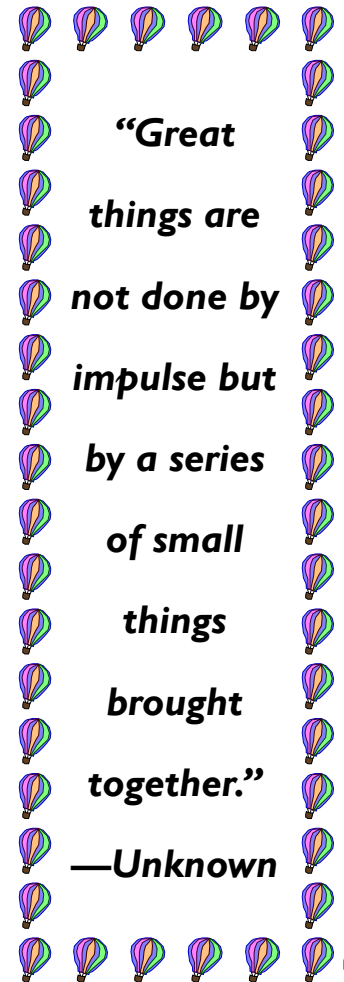 “Great
things are
not done by
impulse but
by a series
of small
things
brought
together.”
—Unknown